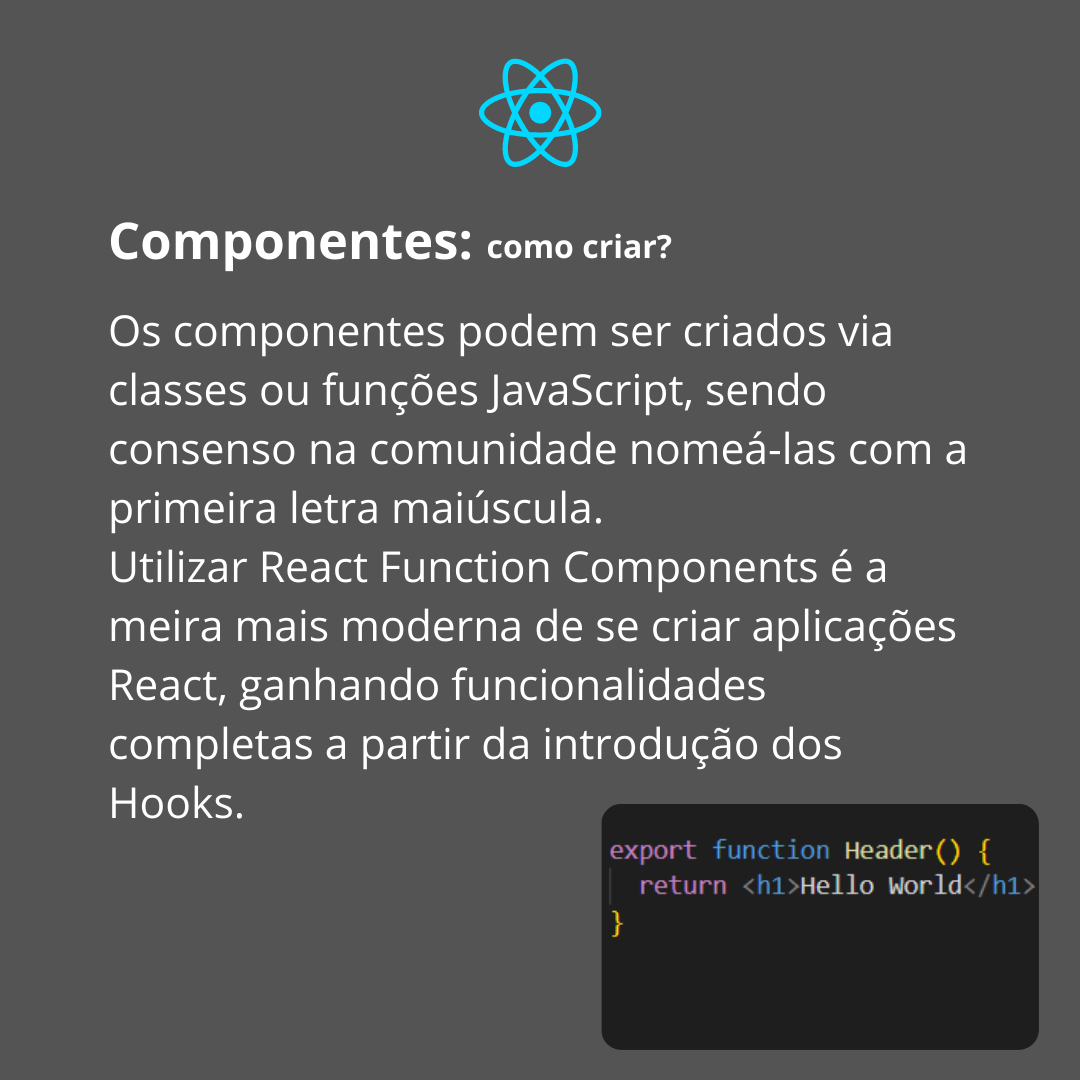 Componentes: como criar?
Os componentes podem ser criados via
classes ou funções JavaScript, sendo
consenso na comunidade nomeá-las com a
primeira letra maiúscula.
Utilizar React Function Components é a
meira mais moderna de se criar aplicações
React, ganhando funcionalidades
completas a partir da introdução dos
Hooks.
export function Header() {
  return <h1>Hello World</h1>
}